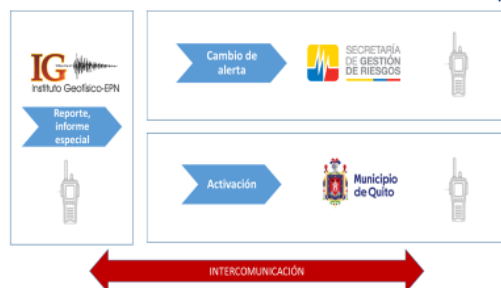 IG
Instituto Geofísico-EPN
Reporte,
informe
especial
Cambio de
alerta
SECRETARÍA
DE GESTIÓN
DE RIESGOS
Activación
Municipio
de Quito
INTERCOMUNICACIÓN